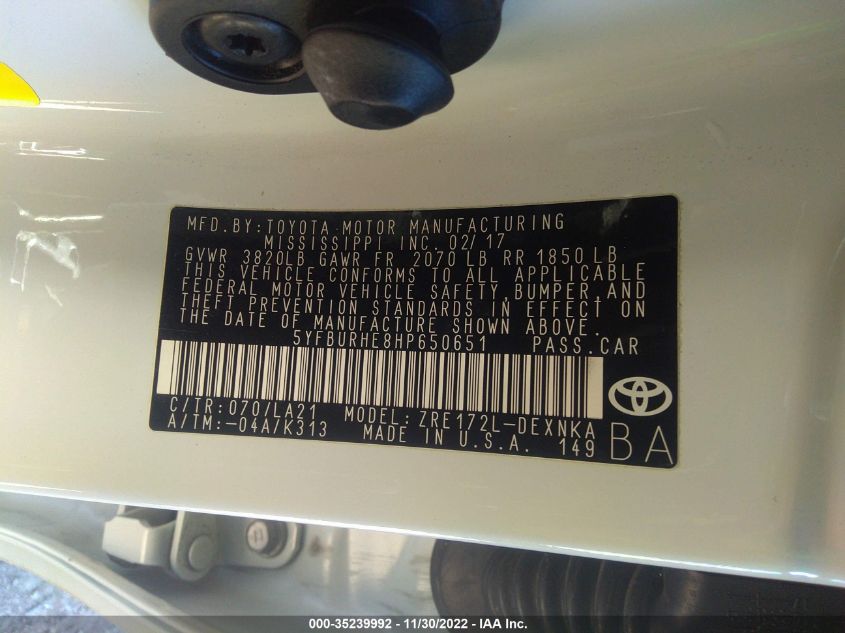 MFD.BY:TOYOTA MOTOR MANUFACTURING
MISSISSIPPI INC. 02/17
GVWR 3820LB GAWR FR 2070 LB RR 1850 LB
THIS VEHICLE CONFORMS TO ALL APPLICABLE
FEDERAL MOTOR VEHICLE SAFETY,BUMPER,AND
THEFT PREVENTION STANDARDS IN EFFECT ON
THE DATE OF MANUFACTURE SHOWN ABOVE.
5YFBURHE8HP650651 PASS.CAR
C/TR:070/LA21 MODEL:ZRE172L-DEXNKA
A/TM:-04A/K313 MADE IN U.S.A. 149
BA
000-35239992 - 11/30/2022 - IAA Inc.